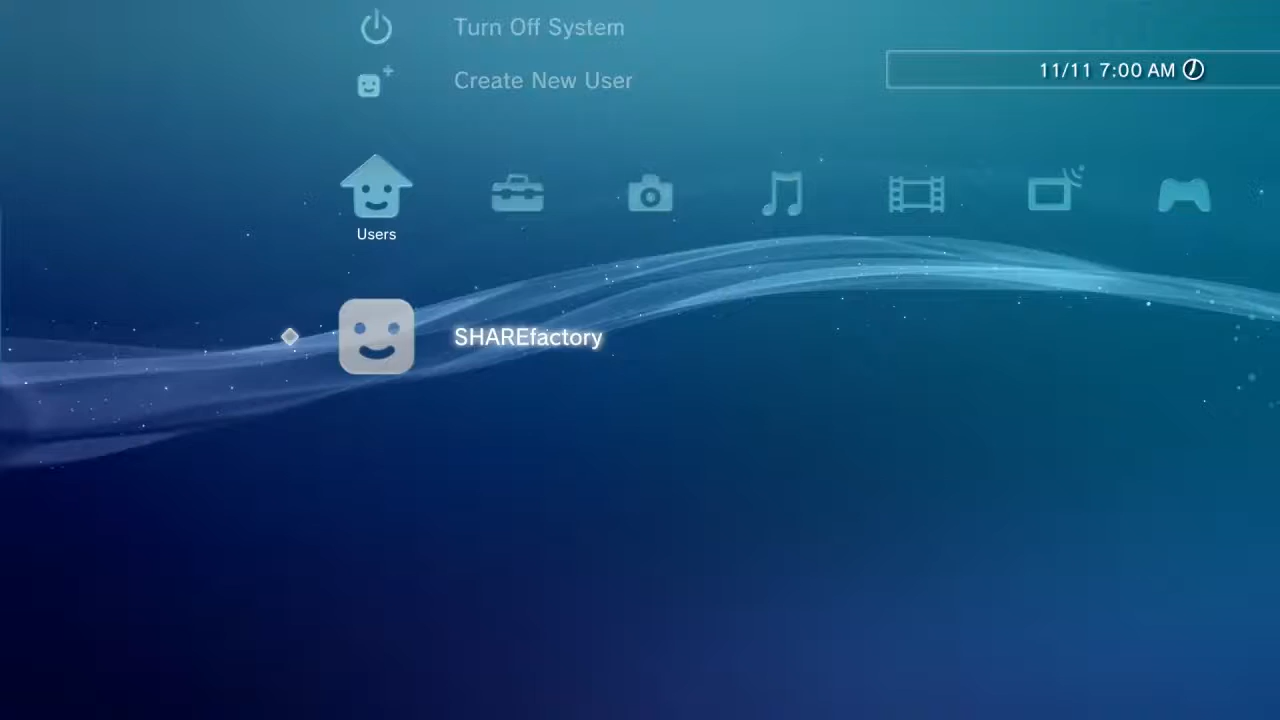 Turn Off System
11/11 7:00 AM
Create New User
Users
SHAREfactory